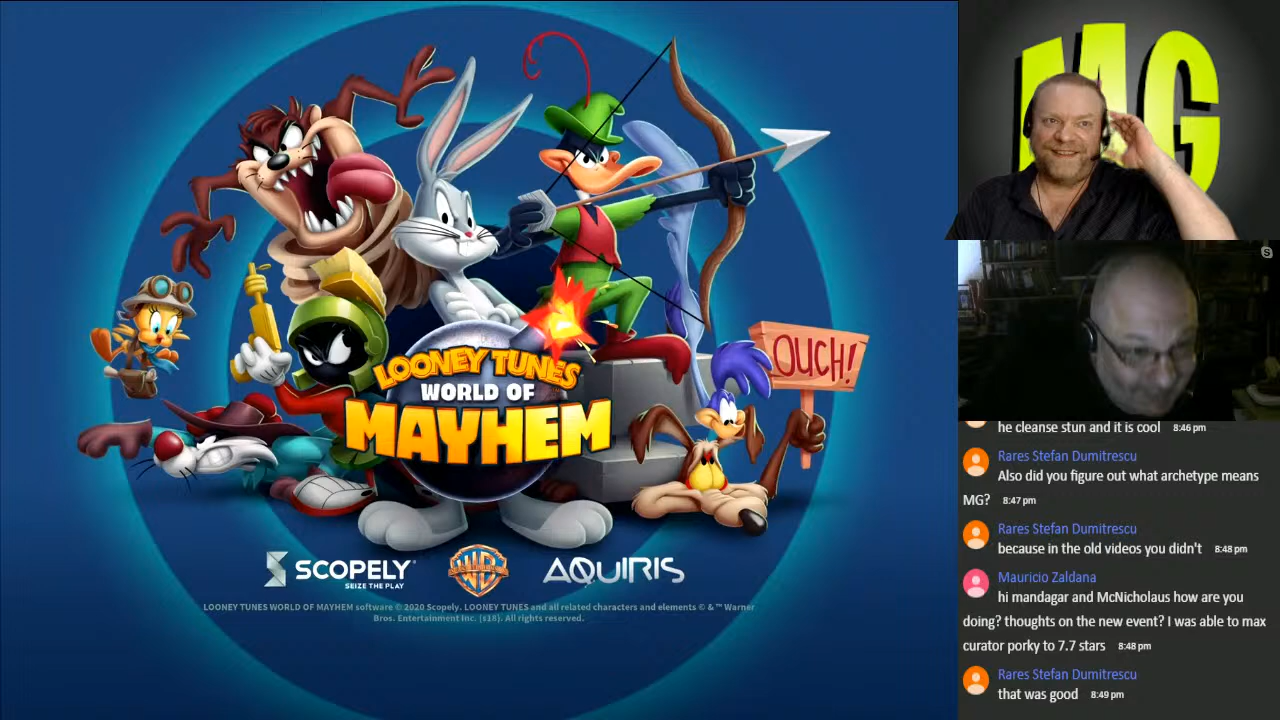 OUCH!
LOONEY TUNES
WORLD OF
MAYHEM
SCOPELY
SEIZE THE PLAY
WB
AQUIRIS
LOONEY TUNES WORLD OF MAYHEM software © 2020 Scopely. LOONEY TUNES and all related characters and elements © & ™ Warner
Bros. Entertainment Inc. (s18). All rights reserved.
MG
S
he cleanse stun and it is cool 8:46 pm
Rares Stefan Dumitrescu
Also did you figure out what archetype means
MG? 8:47 pm
Rares Stefan Dumitrescu
because in the old videos you didn't 8:48 pm
Mauricio Zaldana
hi mandagar and McNicholaus how are you
doing? thoughts on the new event? I was able to max
curator porky to 7.7 stars 8:48 pm
Rares Stefan Dumitrescu
that was good 8:49 pm